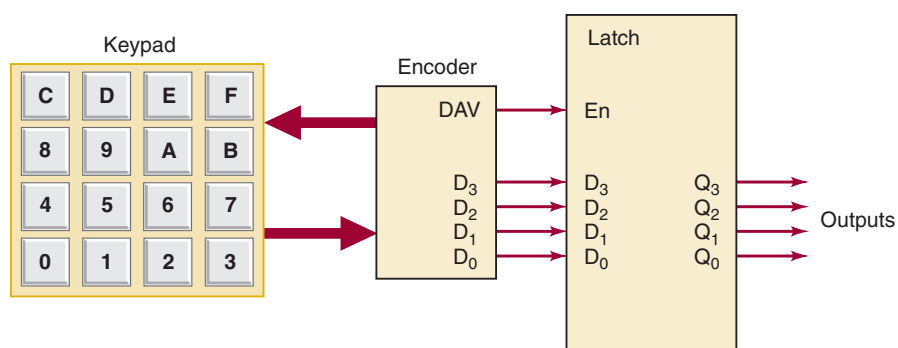 Keypad
C D E F
8 9 A B
4 5 6 7
0 1 2 3
Encoder
DAV
D₃
D₂
D₁
D₀
Latch
En
D₃ Q₃
D₂ Q₂
D₁ Q₁
D₀ Q₀
Outputs